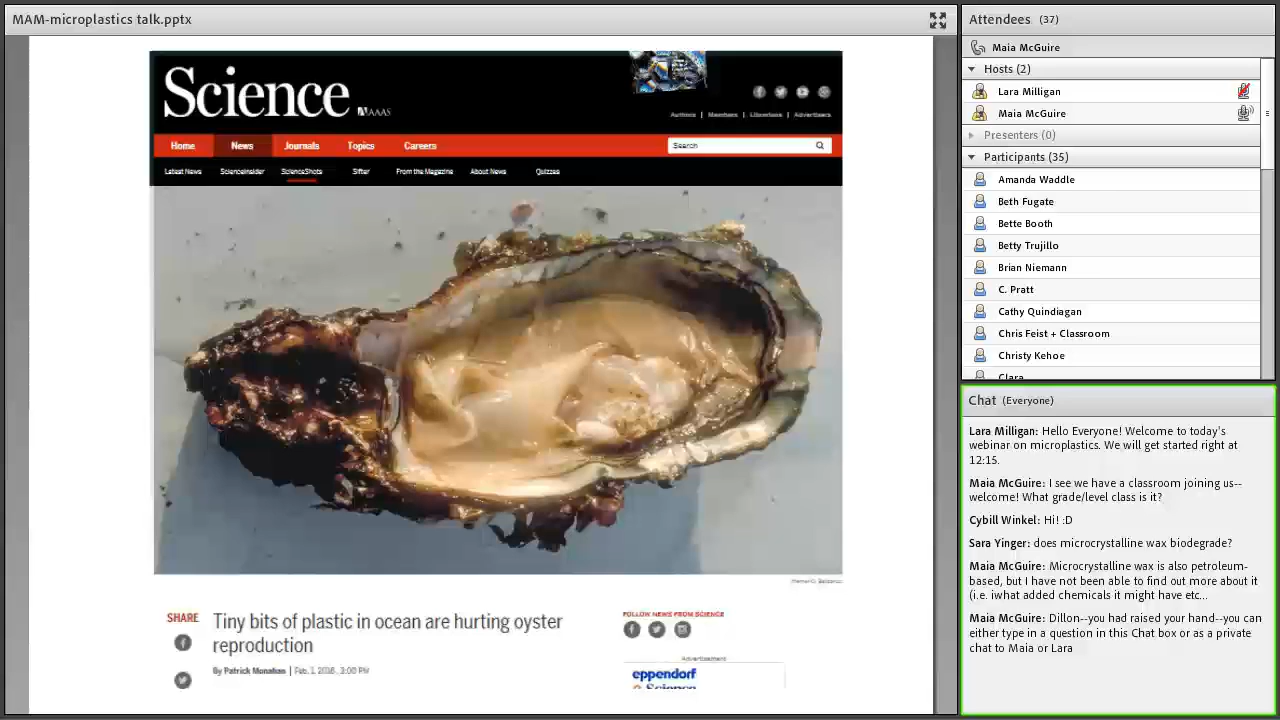 MAM-microplastics talk.pptx
Science
AAAS
Authors | Members | Librarians | Advertisers
Home News Journals Topics Careers
Search
Latest News ScienceInsider ScienceShots Sifter From the Magazine About News Quizzes
SHARE
Tiny bits of plastic in ocean are hurting oyster
reproduction
By Patrick Monahan | Feb. 1, 2016, 3:00 PM
FOLLOW NEWS FROM SCIENCE
Advertisement
eppendorf
& Science
Attendees (37)
Maia McGuire
Hosts (2)
Lara Milligan
Maia McGuire
Presenters (0)
Participants (35)
Amanda Waddle
Beth Fugate
Bette Booth
Betty Trujillo
Brian Niemann
C. Pratt
Cathy Quindiagan
Chris Feist + Classroom
Christy Kehoe
Clara
Chat (Everyone)
Lara Milligan: Hello Everyone! Welcome to today's
webinar on microplastics. We will get started right at
12:15.
Maia McGuire: I see we have a classroom joining us--
welcome! What grade/level class is it?
Cybill Winkel: Hi! :D
Sara Yinger: does microcrystalline wax biodegrade?
Maia McGuire: Microcrystalline wax is also petroleum-
based, but I have not been able to learn more about it
(i.e. iwhat added chemicals it might have etc...
Maia McGuire: Kevin--you have raised your hand--you can
either type in a question in the Chat box or as a private
chat to me or Lara.